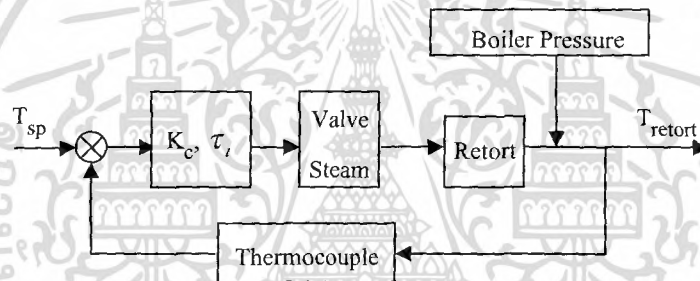 Boiler Pressure
T_sp
K_c, τ_i
Valve
Steam
Retort
T_retort
Thermocouple